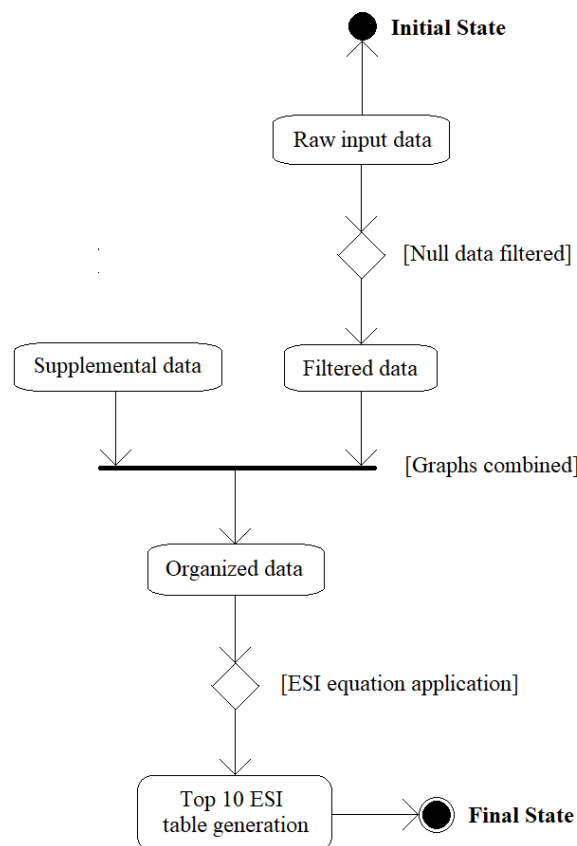 Initial State
Raw input data
[Null data filtered]
Supplemental data
Filtered data
[Graphs combined]
Organized data
[ESI equation application]
Top 10 ESI
table generation
Final State